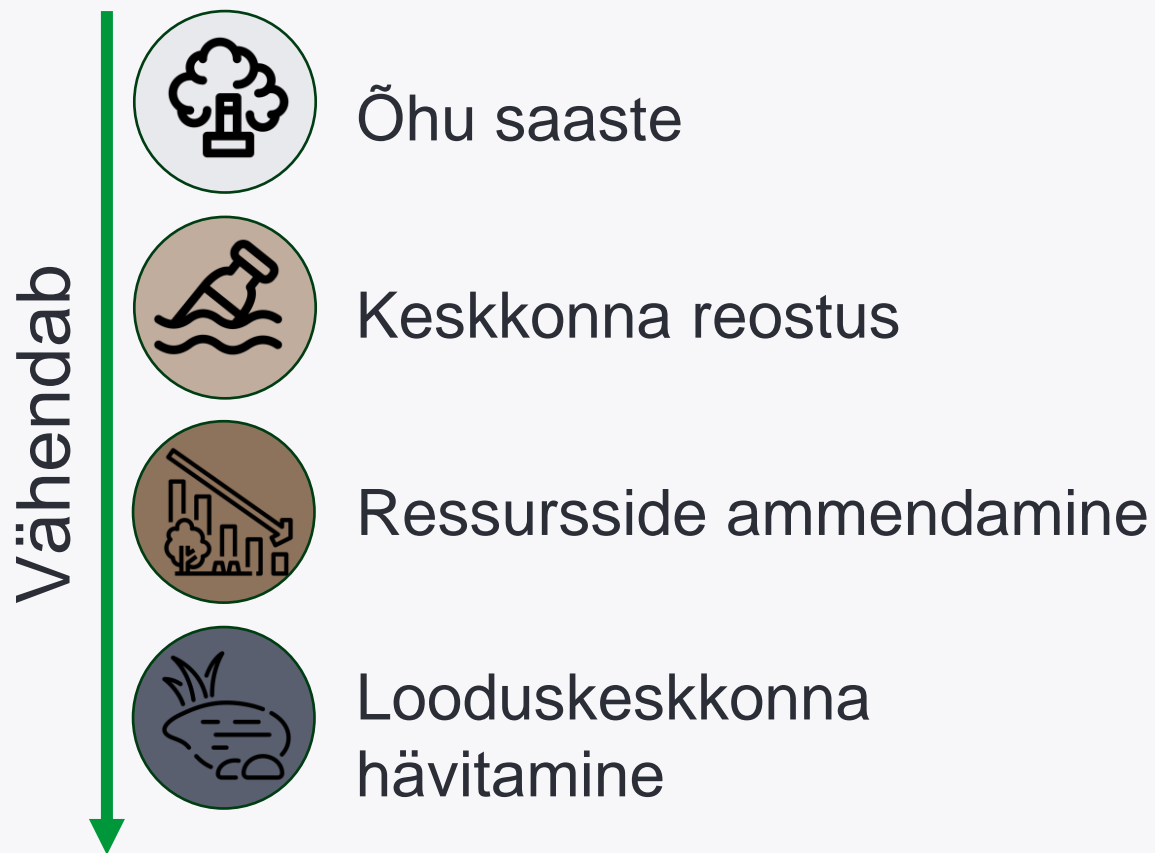 Vähendab
Õhu saaste
Keskkonna reostus
Ressursside ammendamine
Looduskeskkonna
hävitamine